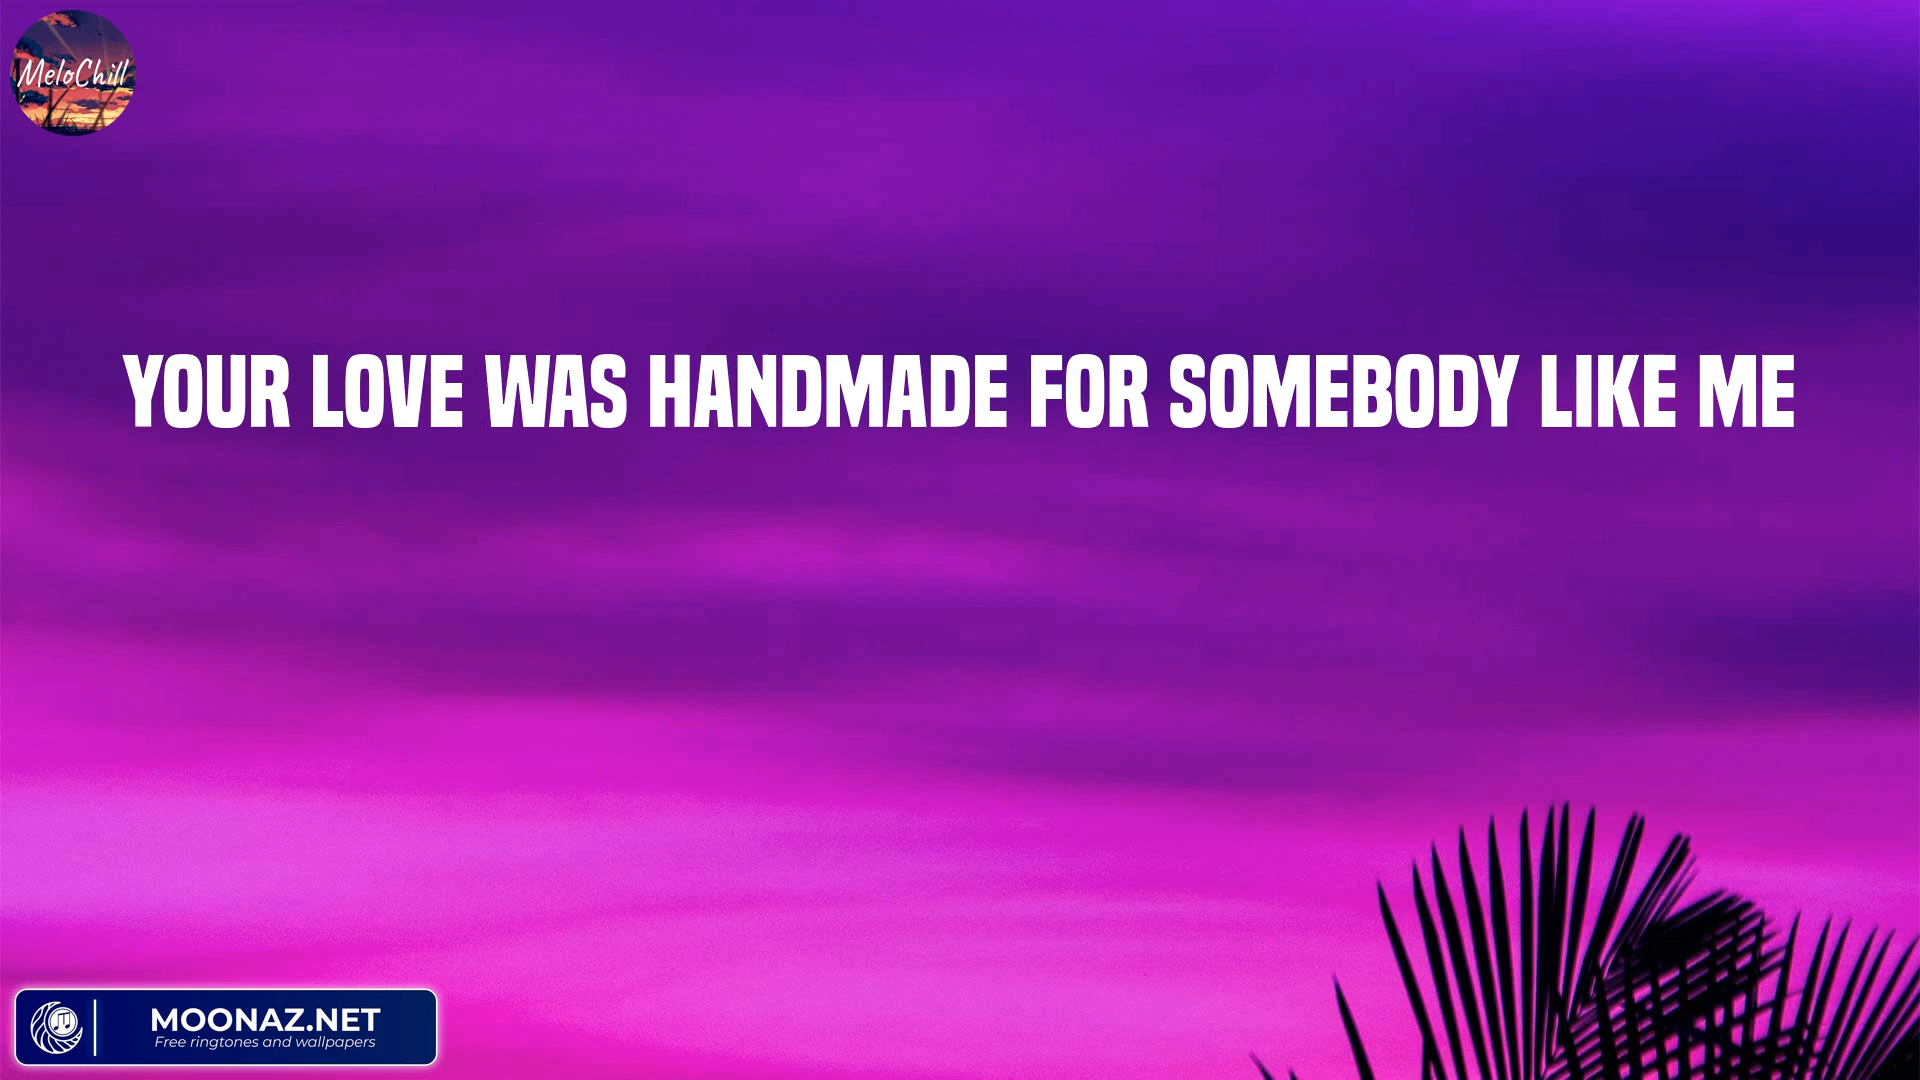 MeloChill
YOUR LOVE WAS HANDMADE FOR SOMEBODY LIKE ME
MOONAZ.NET
Free ringtones and wallpapers